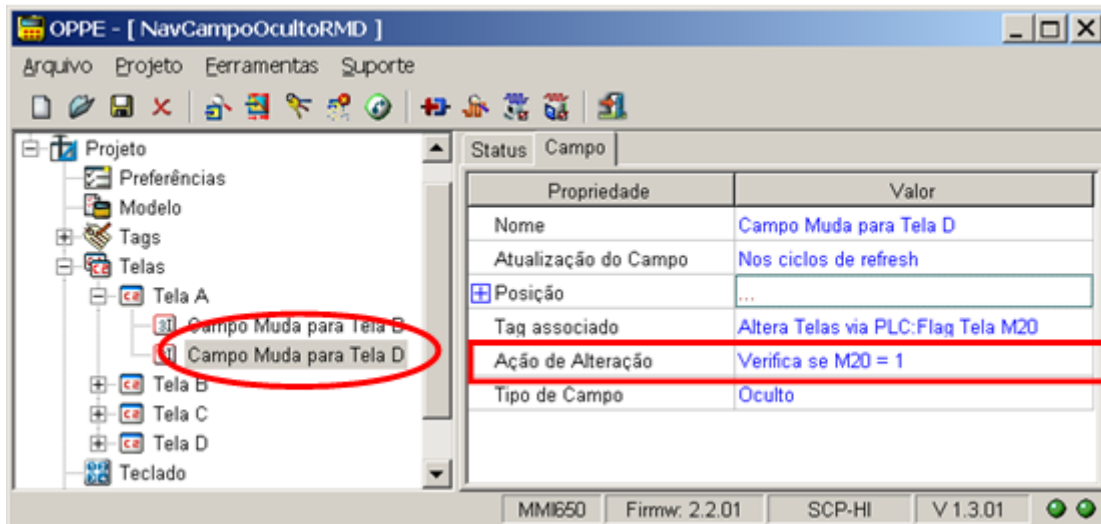 OPPE - [ NavCampoOcultoRMD ]
Arquivo Projeto Ferramentas Suporte
Projeto
Preferências
Modelo
Tags
Telas
Tela A
Campo Muda para Tela B
Campo Muda para Tela D
Tela B
Tela C
Tela D
Teclado
Status Campo
Propriedade Valor
Nome Campo Muda para Tela D
Atualização do Campo Nos ciclos de refresh
Posição ...
Tag associado Altera Telas via PLC:Flag Tela M20
Ação de Alteração Verifica se M20 = 1
Tipo de Campo Oculto
MMI650 Firmw: 2.2.01 SCP-HI V 1.3.01